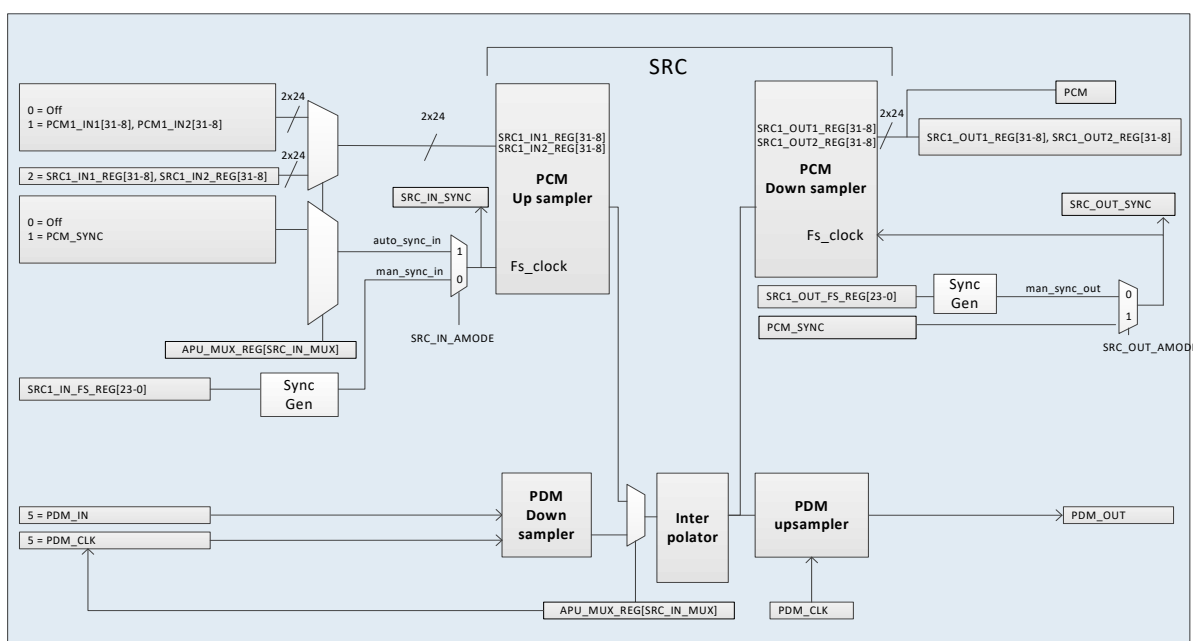 SRC
0 = Off
1 = PCM1_IN1[31-8], PCM1_IN2[31-8]
2x24
2x24
2 = SRC1_IN1_REG[31-8], SRC1_IN2_REG[31-8]
0 = Off
1 = PCM_SYNC
2x24
SRC1_IN1_REG[31-8]
SRC1_IN2_REG[31-8]
PCM
Up sampler
Fs_clock
SRC_IN_SYNC
auto_sync_in
man_sync_in
1
0
SRC_IN_AMODE
APU_MUX_REG[SRC_IN_MUX]
SRC1_IN_FS_REG[23-0]
Sync
Gen
SRC1_OUT1_REG[31-8]
SRC1_OUT2_REG[31-8]
PCM
Down sampler
Fs_clock
2x24
PCM
SRC1_OUT1_REG[31-8], SRC1_OUT2_REG[31-8]
SRC_OUT_SYNC
SRC1_OUT_FS_REG[23-0]
Sync
Gen
man_sync_out
0
1
PCM_SYNC
SRC_OUT_AMODE
5 = PDM_IN
5 = PDM_CLK
PDM
Down
sampler
Inter
polator
PDM
upsampler
PDM_OUT
APU_MUX_REG[SRC_IN_MUX]
PDM_CLK